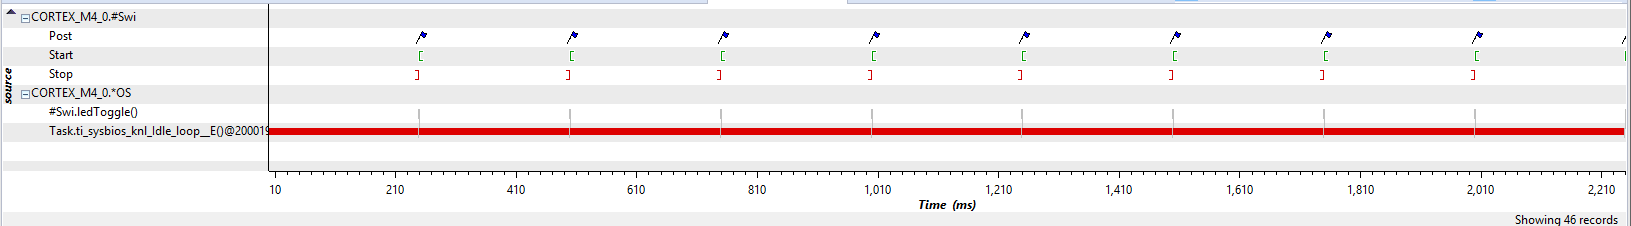 CORTEX_M4_0.#Swi
Post
Start
Stop
source
CORTEX_M4_0.*OS
#Swi.ledToggle()
Task.ti_sysbios_knl_Idle_loop__E()@200019
10 210 410 610 810 1,010 1,210 1,410 1,610 1,810 2,010 2,210
Time (ms)
Showing 46 records